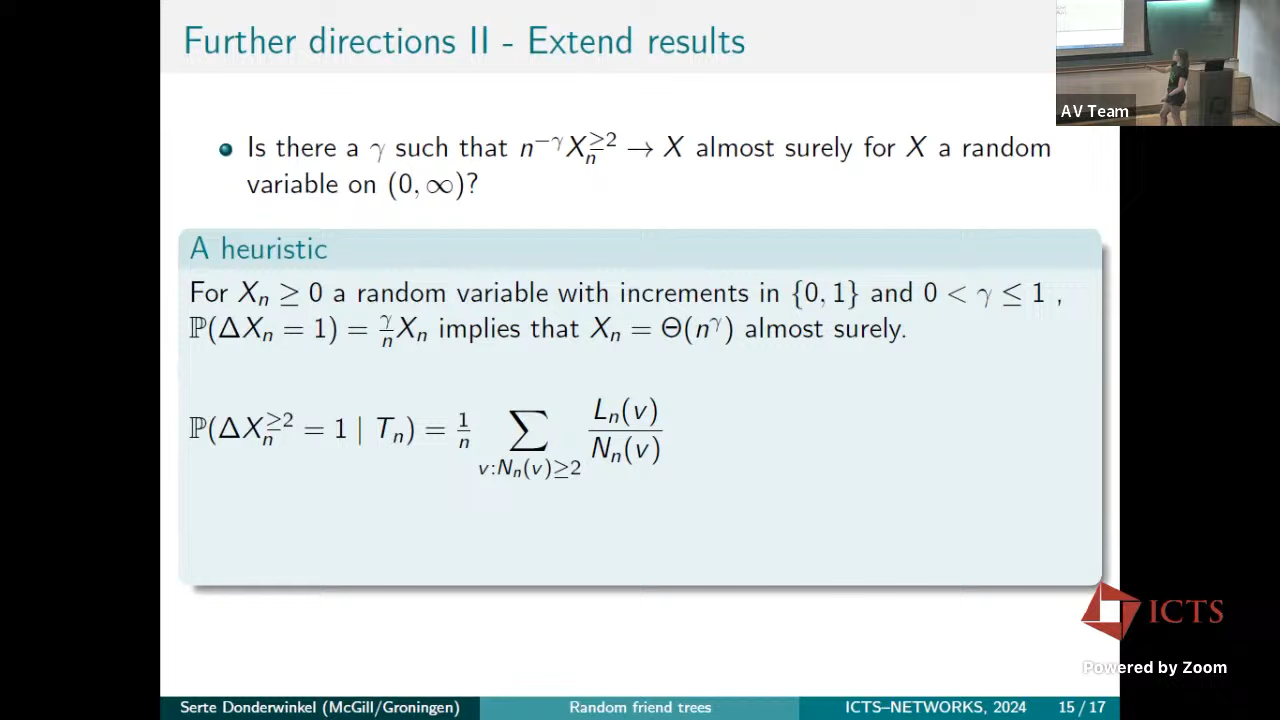 Further directions II - Extend results
AV Team
Is there a γ such that n^{−γ}X_n^{≥2} → X almost surely for X a random
variable on (0, ∞)?
A heuristic
For X_n ≥ 0 a random variable with increments in {0, 1} and 0 < γ ≤ 1 ,
ℙ(ΔX_n = 1) = γ/n X_n implies that X_n = Θ(n^γ) almost surely.
ℙ(ΔX_n^{≥2} = 1 | T_n) = 1/n ∑_{v:N_n(v)≥2} L_n(v)/N_n(v)
ICTS
Powered by Zoom
Serte Donderwinkel (McGill/Groningen) Random friend trees ICTS–NETWORKS, 2024 15 / 17